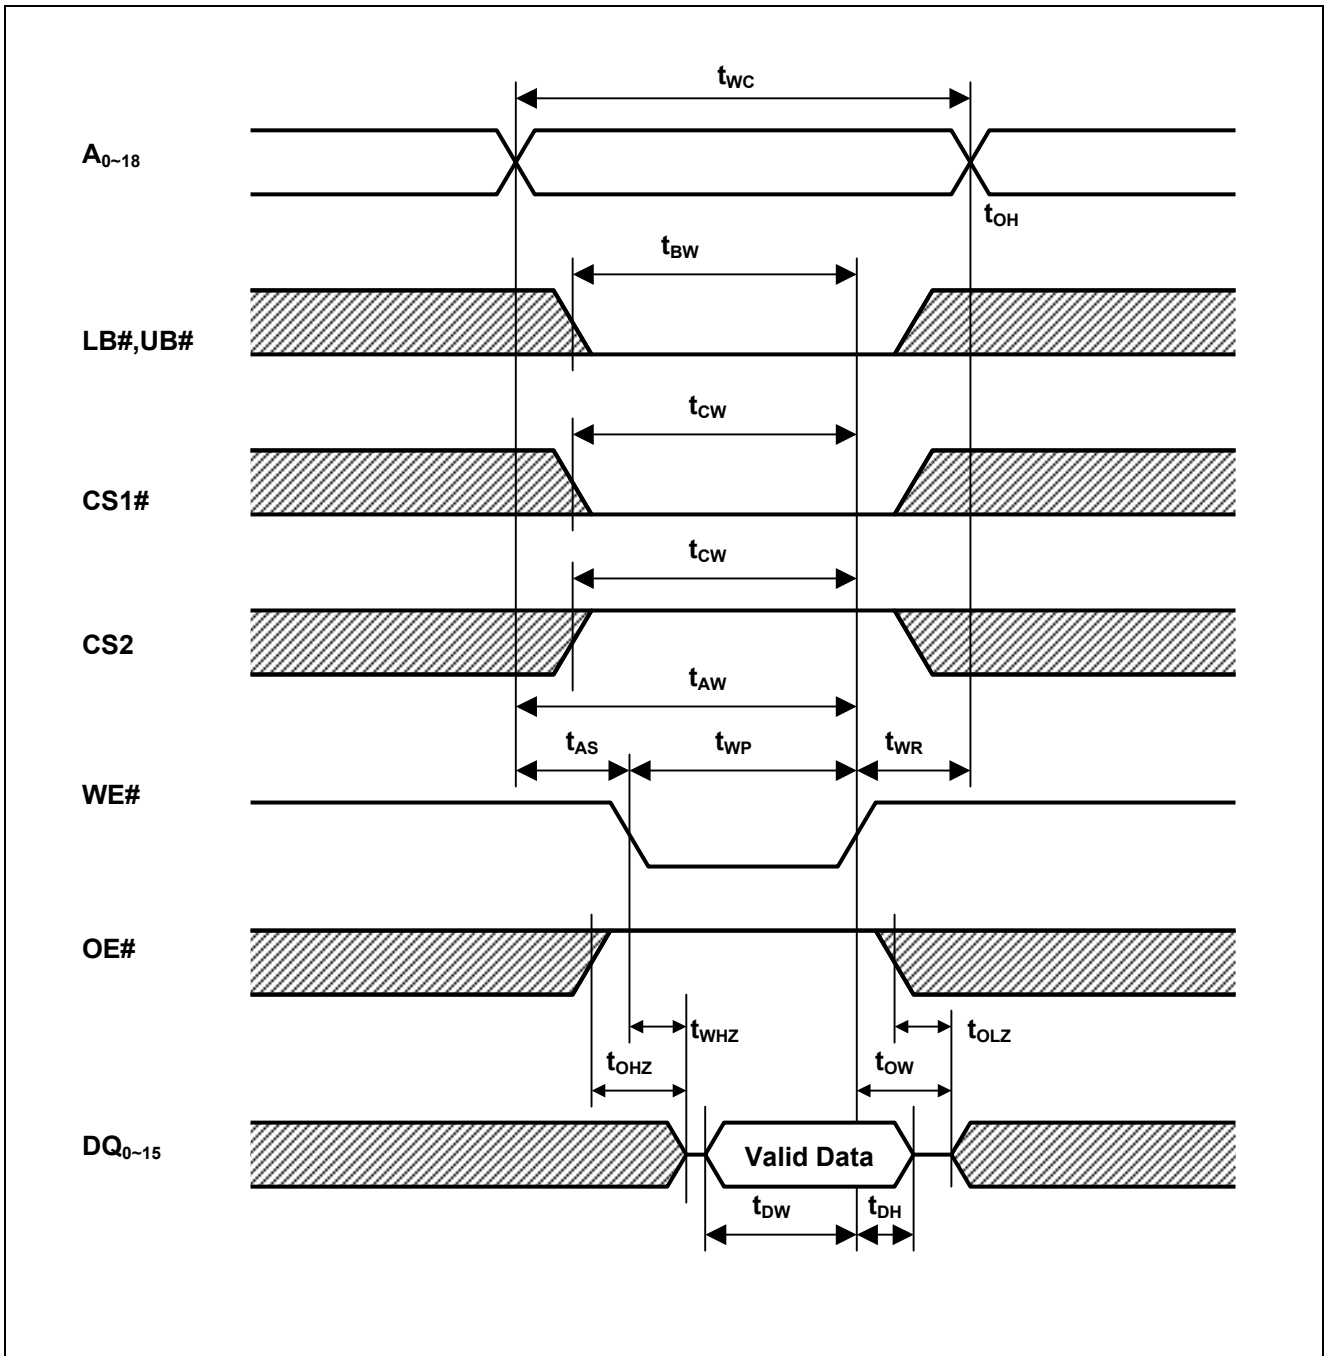 tWC
A0~18
tOH
tBW
LB#,UB#
tCW
CS1#
tCW
CS2
tAW
tAS tWP tWR
WE#
OE#
tWHZ tOLZ
tOHZ tOW
DQ0~15 Valid Data
tDW tDH